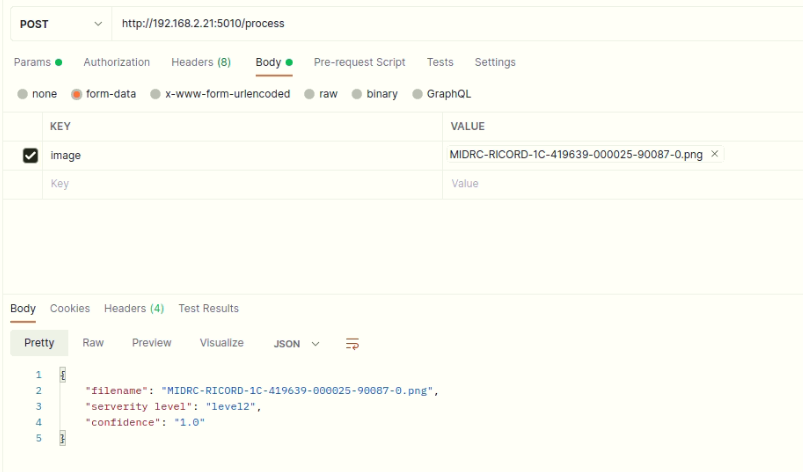 POST http://192.168.2.21:5010/process
Params Authorization Headers (8) Body Pre-request Script Tests Settings
none form-data x-www-form-urlencoded raw binary GraphQL
KEY VALUE
image MIDRC-RICORD-1C-419639-000025-90087-0.png ×
Key Value
Body Cookies Headers (4) Test Results
Pretty Raw Preview Visualize JSON
1 {
2 "filename": "MIDRC-RICORD-1C-419639-000025-90087-0.png",
3 "serverity level": "level2",
4 "confidence": "1.0"
5 }